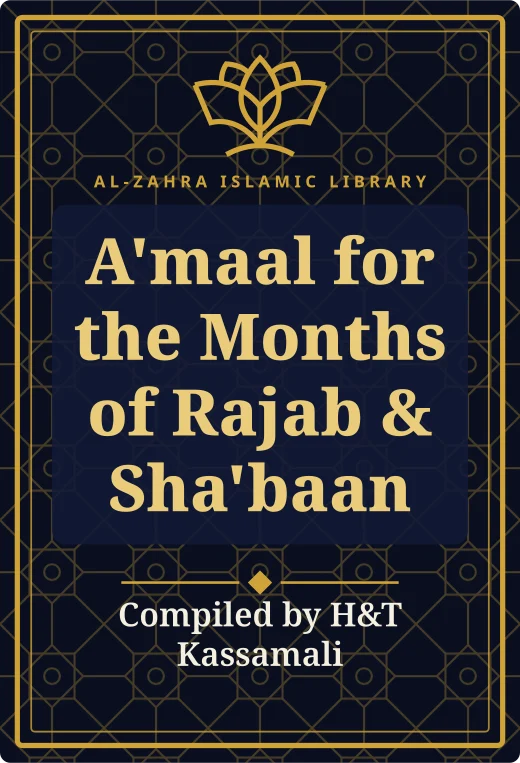 AL-ZAHRA ISLAMIC LIBRARY
A'maal for
the Months
of Rajab &
Sha'baan
Compiled by H&T
Kassamali